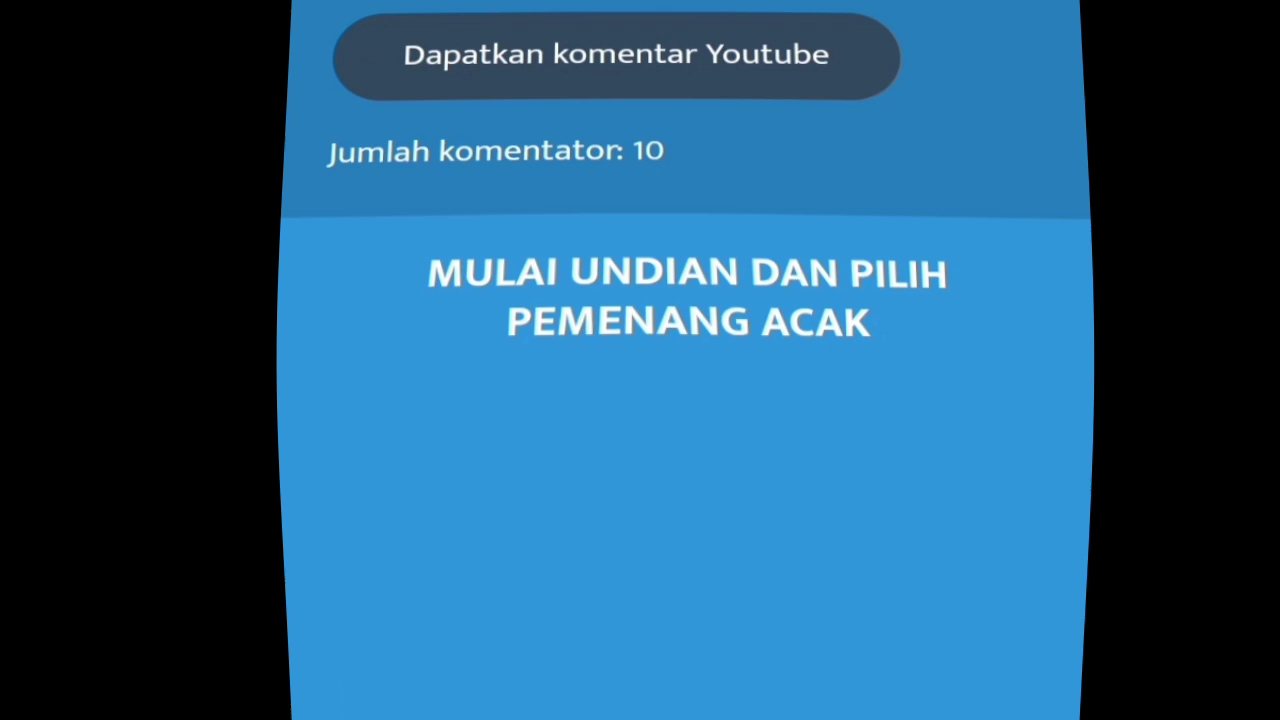 Dapatkan komentar Youtube
Jumlah komentator: 10
MULAI UNDIAN DAN PILIH
PEMENANG ACAK